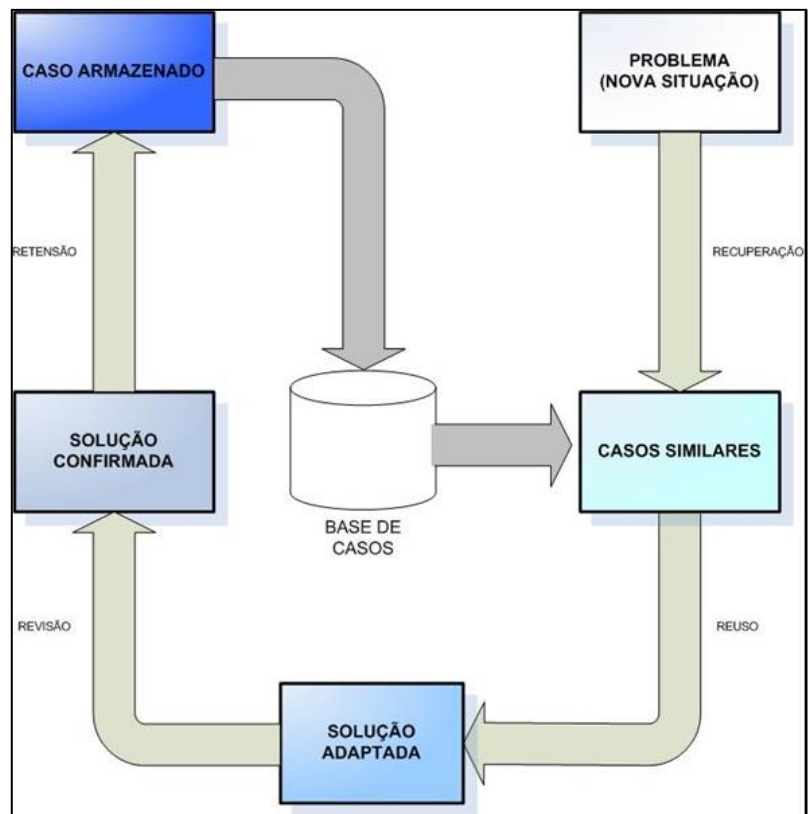 CASO ARMAZENADO
PROBLEMA
(NOVA SITUAÇÃO)
RETENSÃO
RECUPERAÇÃO
SOLUÇÃO
CONFIRMADA
CASOS SIMILARES
BASE DE
CASOS
REVISÃO
REUSO
SOLUÇÃO
ADAPTADA